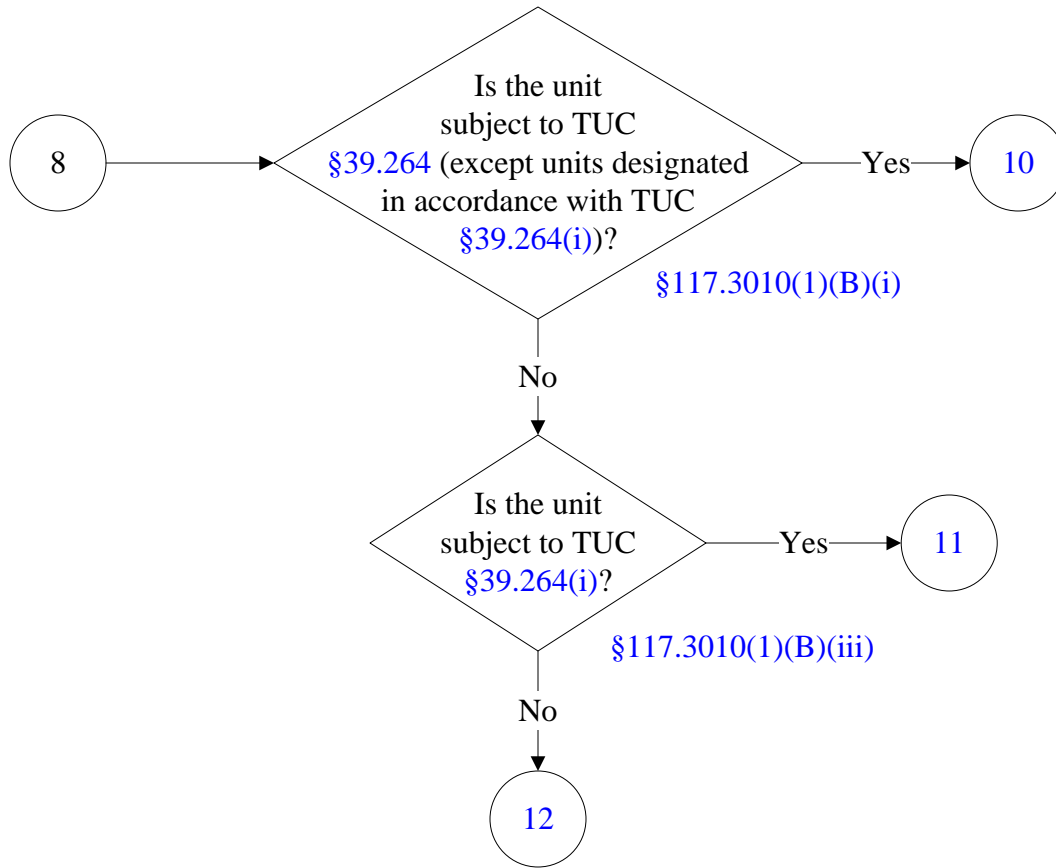 Is the unit
subject to TUC
§39.264 (except units designated
in accordance with TUC
§39.264(i))?
8
Yes
10
§117.3010(1)(B)(i)
No
Is the unit
subject to TUC
§39.264(i)?
Yes
11
§117.3010(1)(B)(iii)
No
12